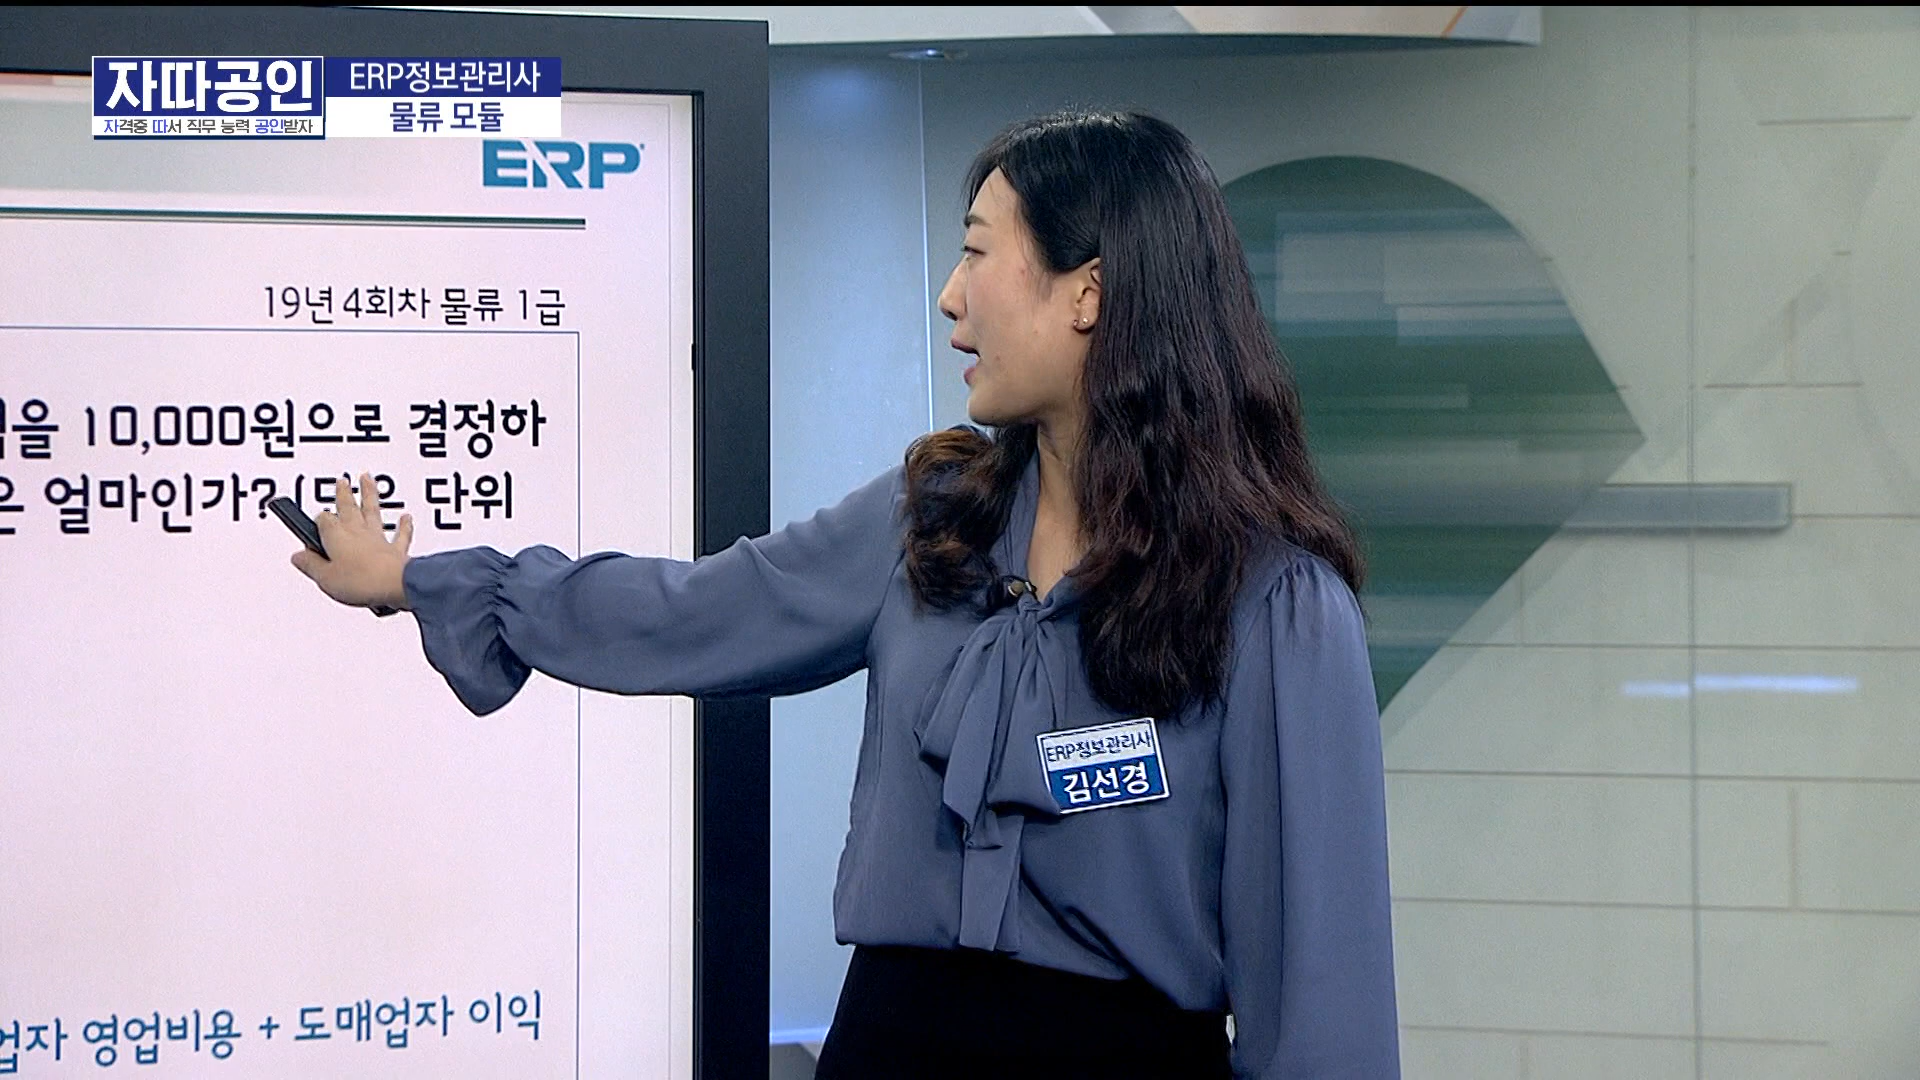 자따공인
자격증 따서 직무 능력 공인받자
ERP정보관리사
물류 모듈
ERP
19년 4회차 물류 1급
을 10,000원으로 결정하
은 얼마인가? 단위
업자 영업비용 + 도매업자 이익
ERP정보관리사
김선경